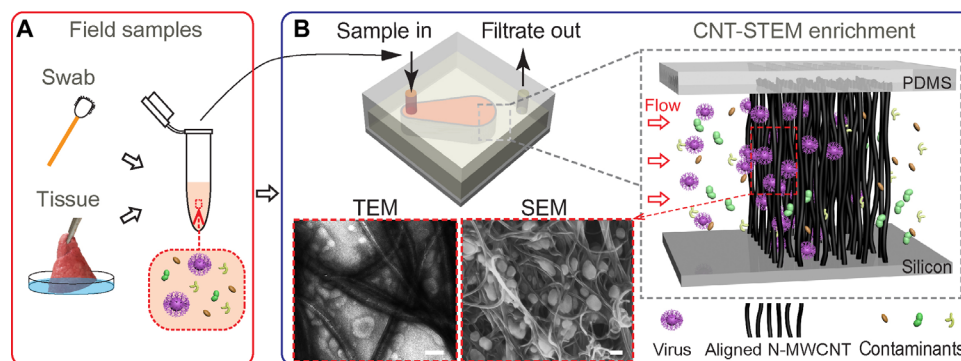 A
Field samples
Swab
Tissue
B
Sample in
Filtrate out
CNT-STEM enrichment
PDMS
Flow
Silicon
TEM
SEM
Virus
Aligned N-MWCNT
Contaminants